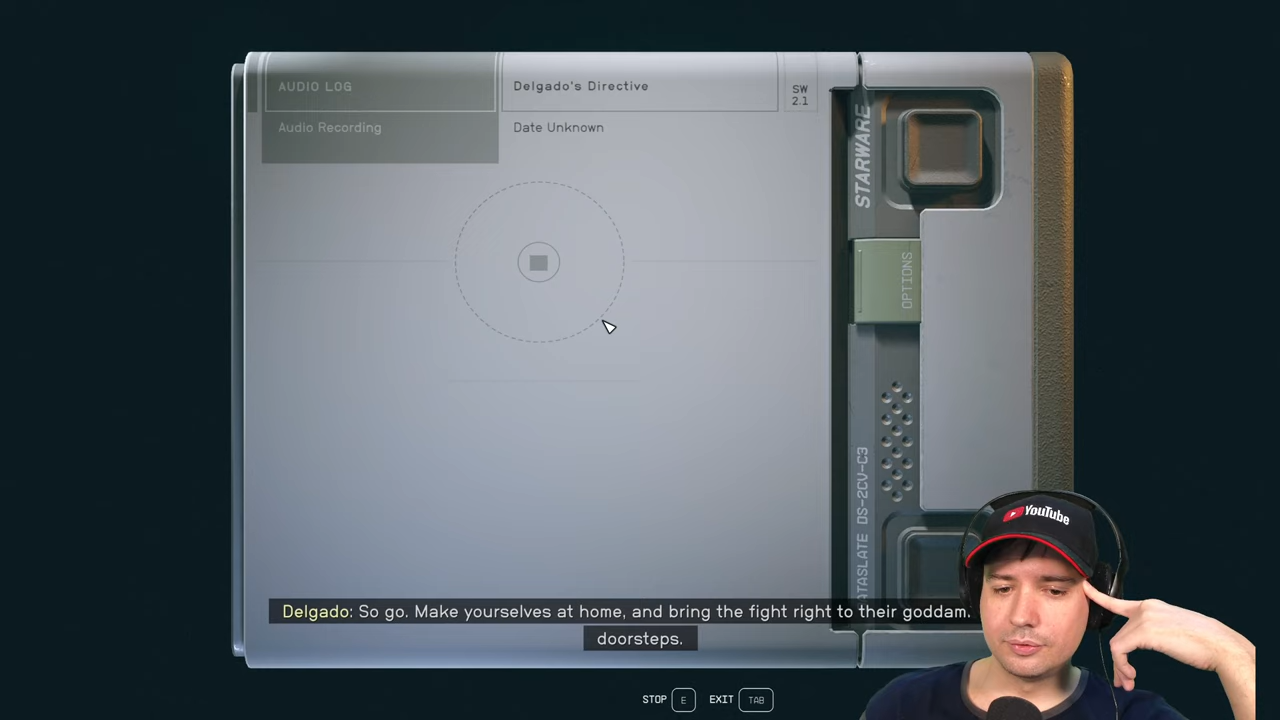 AUDIO LOG
Delgado's Directive
SW
2.1
Audio Recording
Date Unknown
STARWARE
OPTIONS
ATASLATE DS-2CV-C3
YouTube
Delgado: So go. Make yourselves at home, and bring the fight right to their goddam
doorsteps.
STOP E EXIT TAB